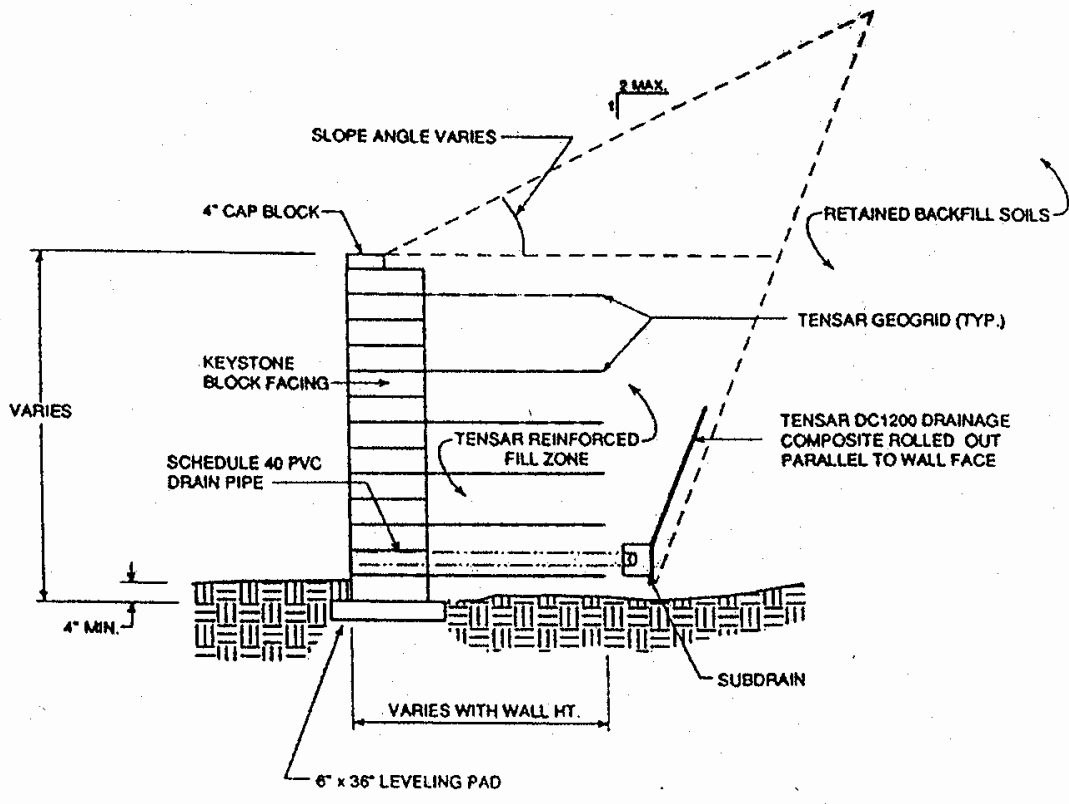 2 MAX.
1
SLOPE ANGLE VARIES
4" CAP BLOCK
RETAINED BACKFILL SOILS
TENSAR GEOGRID (TYP.)
KEYSTONE
BLOCK FACING
VARIES
TENSAR REINFORCED
FILL ZONE
TENSAR DC1200 DRAINAGE
COMPOSITE ROLLED OUT
PARALLEL TO WALL FACE
SCHEDULE 40 PVC
DRAIN PIPE
4" MIN.
SUBDRAIN
VARIES WITH WALL HT.
6" x 36" LEVELING PAD